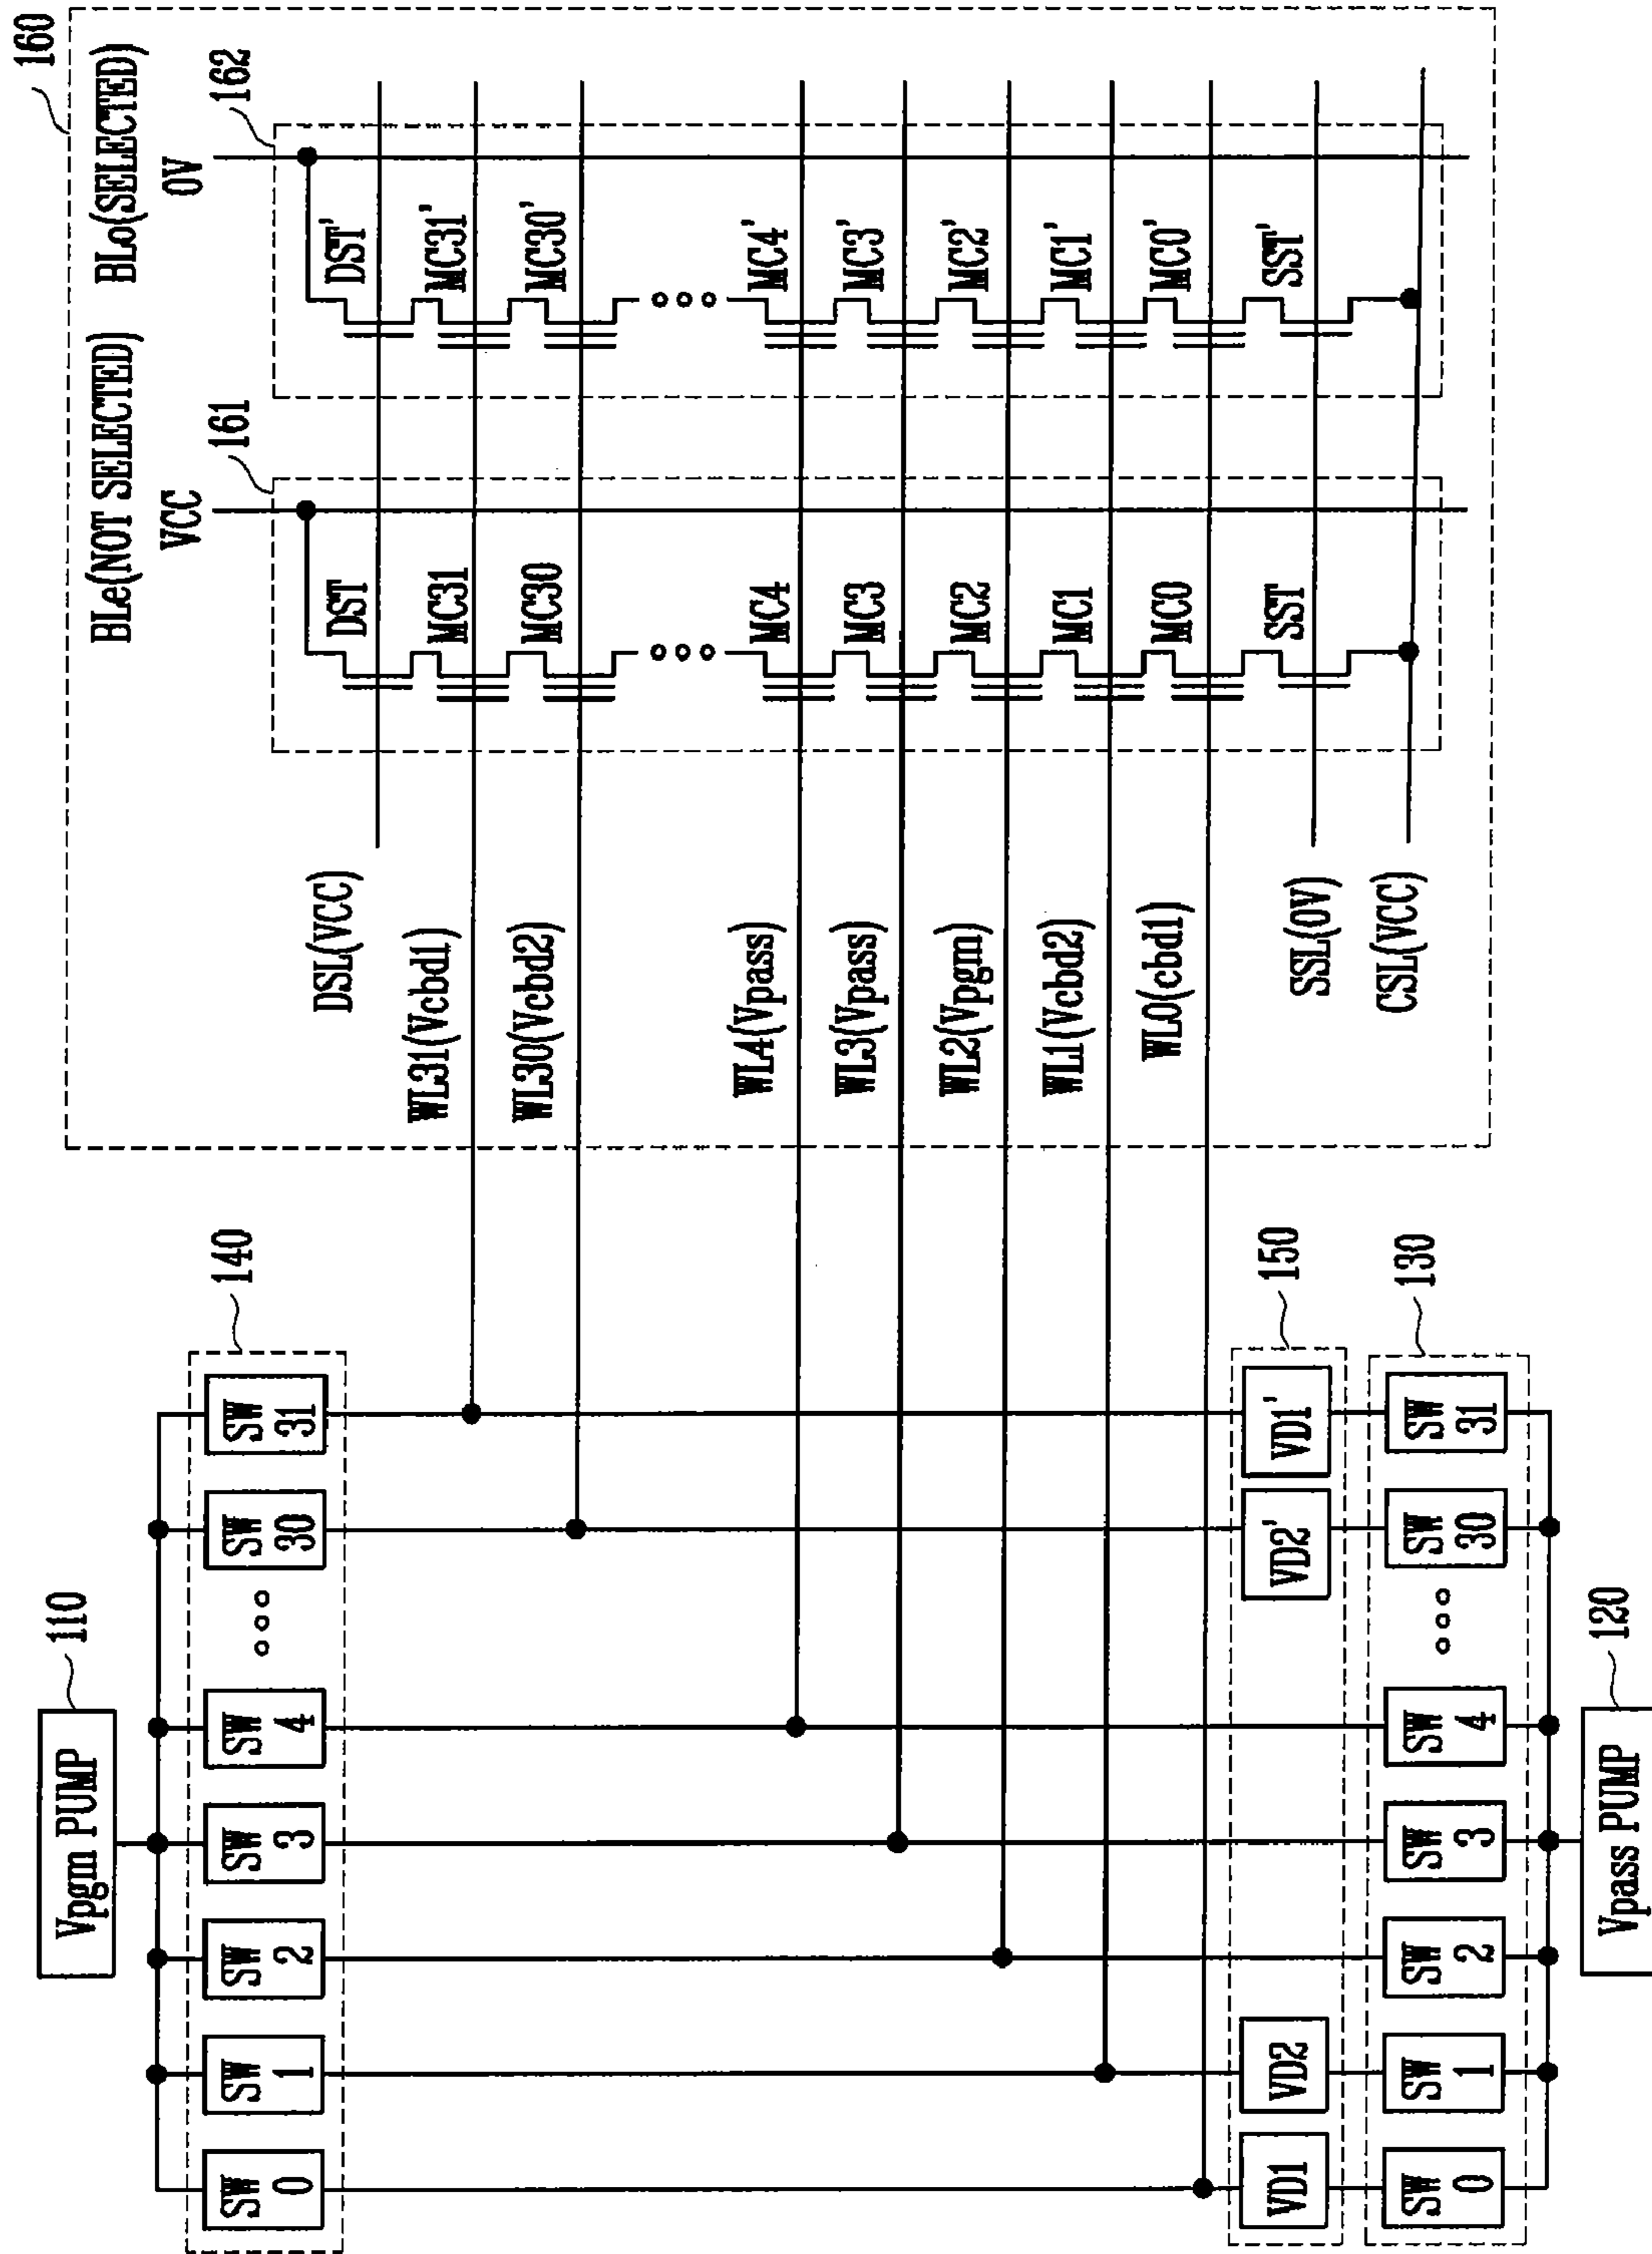 160
BLe(NOT SELECTED) BLo(SELECTED)
VCC 0V
161 162
DSL(VCC) DST DST'
WL31(Vcbd1) MC31 MC31'
WL30(Vcbd2) MC30 MC30'
WL4(Vpass) MC4 MC4'
WL3(Vpass) MC3 MC3'
WL2(Vpgm) MC2 MC2'
WL1(Vcbd2) MC1 MC1'
WL0(cbd1) MC0 MC0'
SSL(0V) SST SST'
CSL(VCC)
Vpgm PUMP 110
140
SW 0
SW 1
SW 2
SW 3
SW 4
SW 30
SW 31
150
VD1 VD2 VD2' VD1'
130
SW 0
SW 1
SW 2
SW 3
SW 4
SW 30
SW 31
Vpass PUMP 120